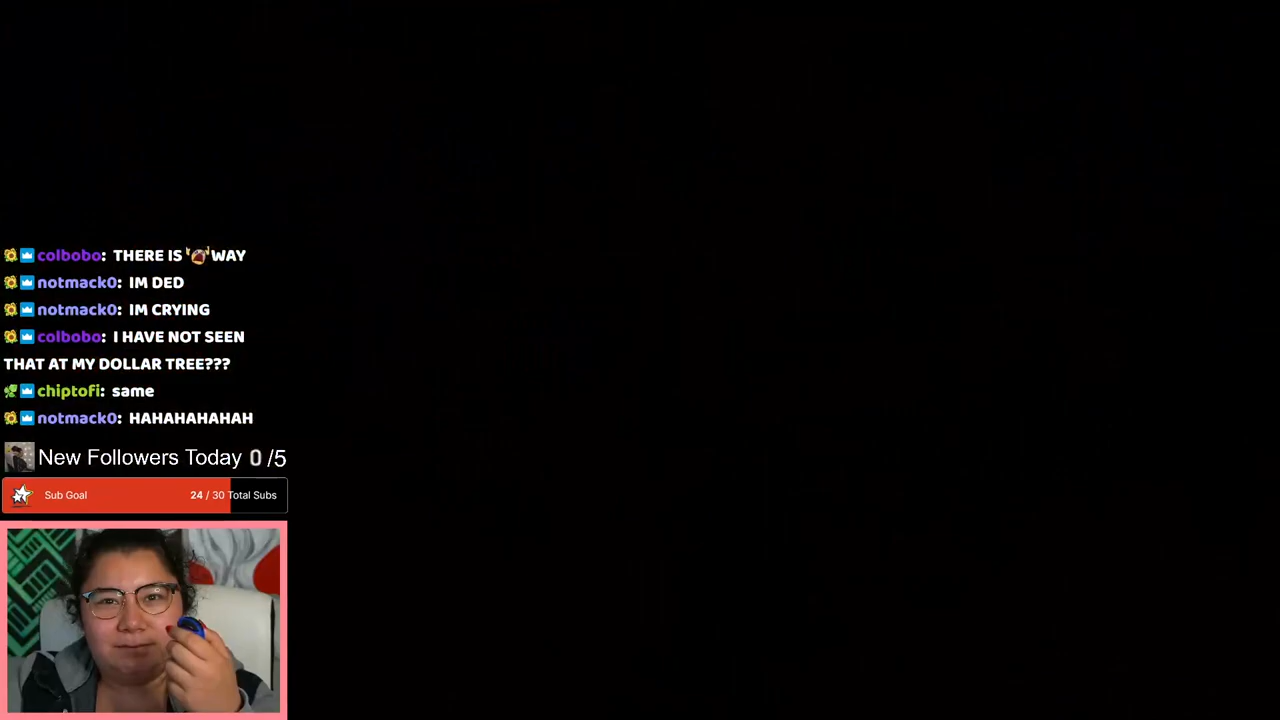 colbobo: THERE IS WAY
notmack0: IM DED
notmack0: IM CRYING
colbobo: I HAVE NOT SEEN
THAT AT MY DOLLAR TREE???
chiptofi: same
notmack0: HAHAHAHAHAH
New Followers Today 0 /5
Sub Goal 24 / 30 Total Subs